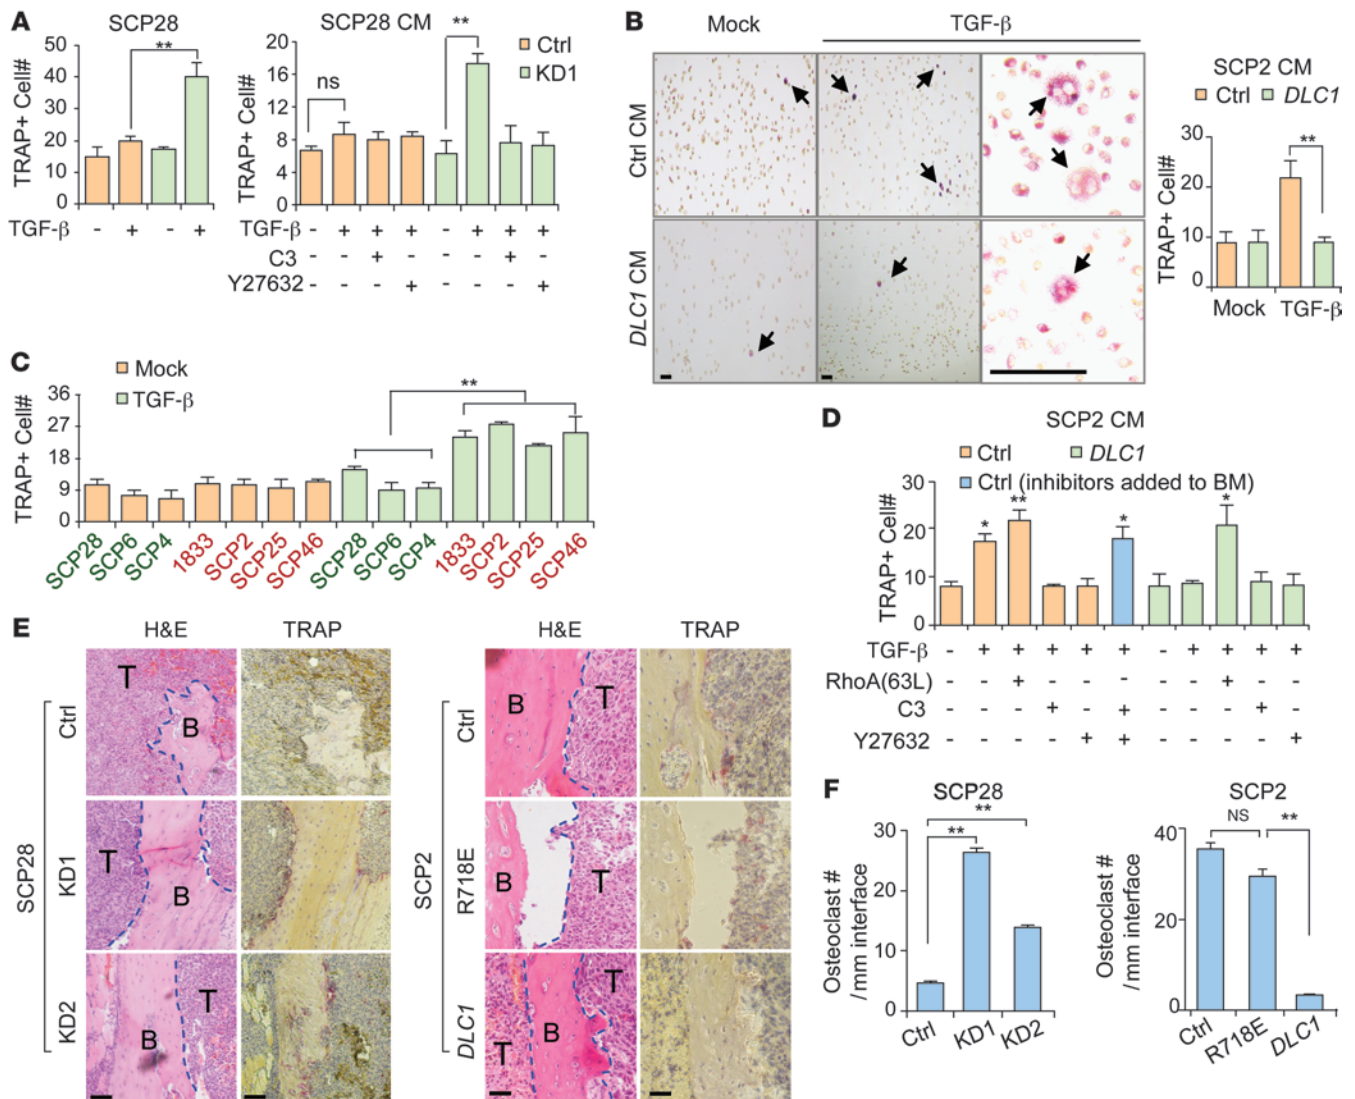 A
SCP28
TRAP+ Cell#
50
40
30
20
10
0
**
TGF-β - + - +
SCP28 CM
TRAP+ Cell#
20
16
12
8
4
0
ns
**
Ctrl
KD1
TGF-β - + + + - + + +
C3 - - + - - - + -
Y27632 - - - + - - - +
B
Mock
TGF-β
Ctrl CM
DLC1 CM
SCP2 CM
Ctrl DLC1
TRAP+ Cell#
30
20
10
0
**
Mock TGF-β
C
Mock
TGF-β
TRAP+ Cell#
36
27
18
9
0
**
SCP28 SCP6 SCP4 1833 SCP2 SCP25 SCP46 SCP28 SCP6 SCP4 1833 SCP2 SCP25 SCP46
D
SCP2 CM
Ctrl DLC1
Ctrl (inhibitors added to BM)
TRAP+ Cell#
30
20
10
0
* ** * *
TGF-β - + + + + + - + + + +
RhoA(63L) - - + - - - - - + - -
C3 - - - + - + - - - + -
Y27632 - - - - + + - - - - +
E
H&E TRAP H&E TRAP
SCP28
Ctrl
KD1
KD2
T
B
T
B
T
B
SCP2
Ctrl
R718E
DLC1
B T
B T
T B T
F
SCP28
Osteoclast #
/mm interface
30
20
10
0
**
**
Ctrl KD1 KD2
SCP2
Osteoclast #
/mm interface
40
20
0
NS
**
Ctrl R718E DLC1